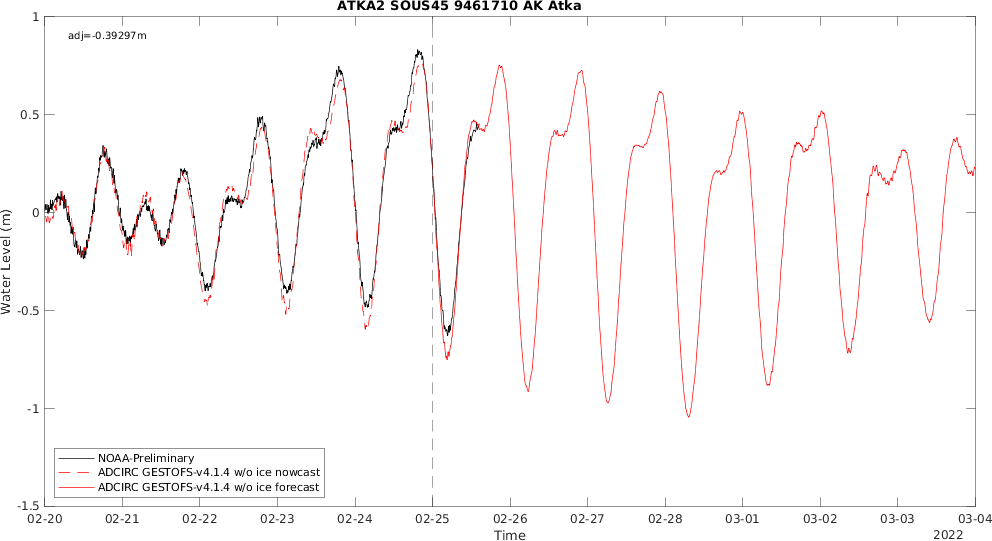 ATKA2 SOUS45 9461710 AK Atka
adj=-0.39297m
1
0.5
0
-0.5
-1
-1.5
Water Level (m)
NOAA-Preliminary
ADCIRC GESTOFS-v4.1.4 w/o ice nowcast
ADCIRC GESTOFS-v4.1.4 w/o ice forecast
02-20 02-21 02-22 02-23 02-24 02-25 02-26 02-27 02-28 03-01 03-02 03-03 03-04
Time
2022